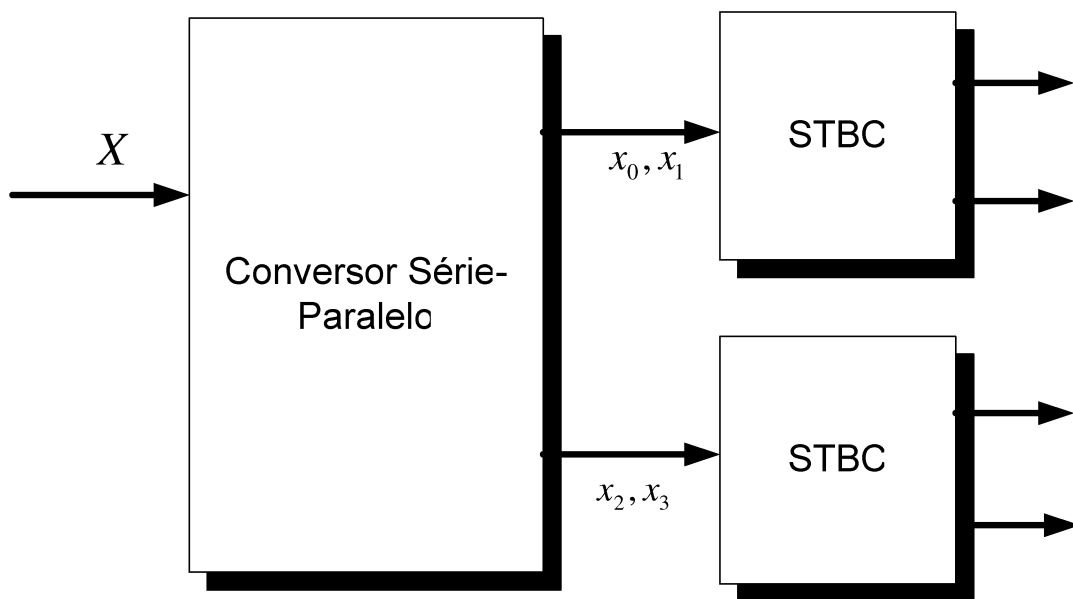 X
x₀, x₁
STBC
Conversor Série-
Paralelo
x₂, x₃
STBC